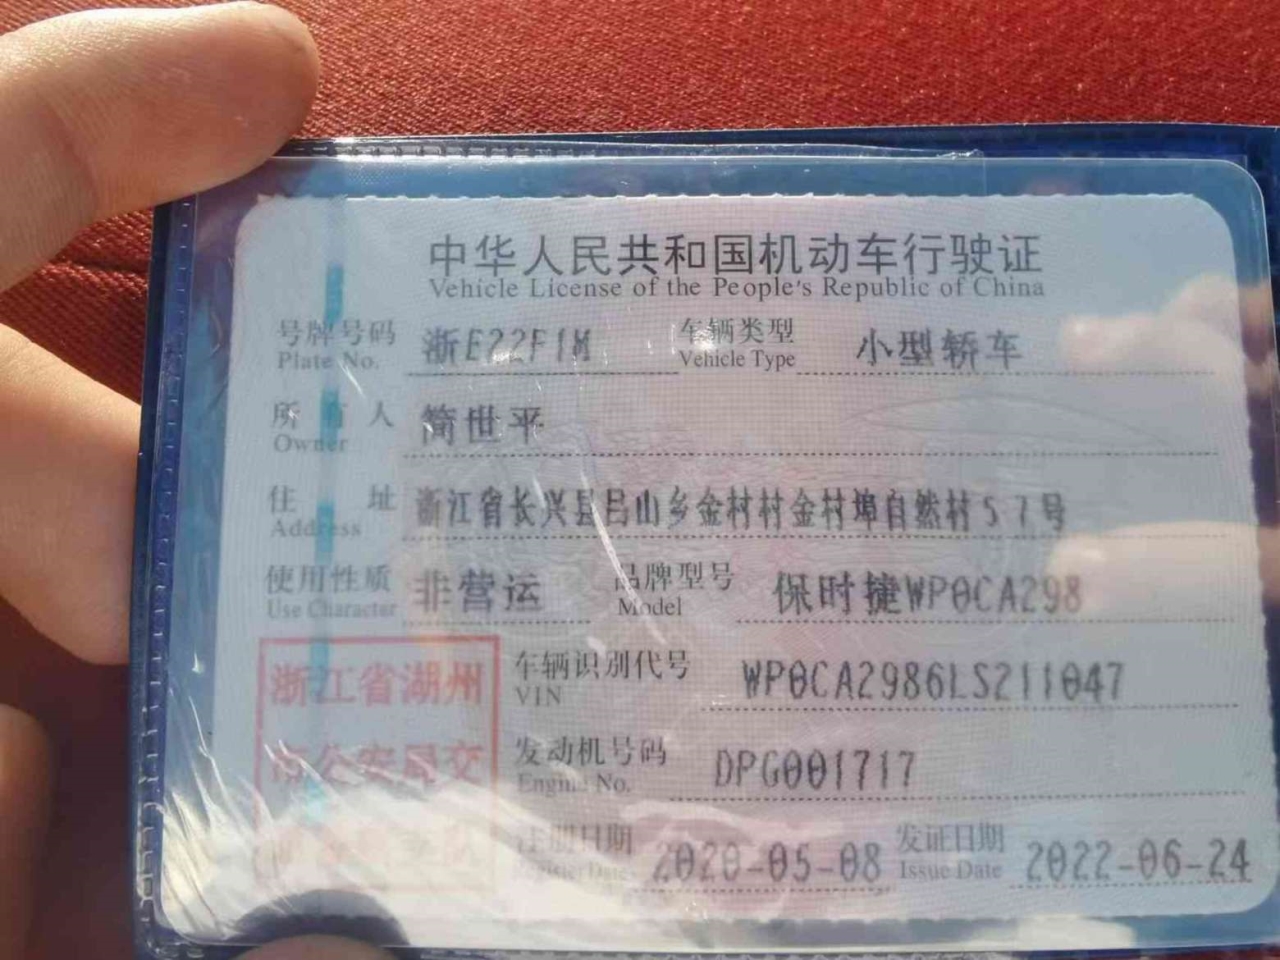 中华人民共和国机动车行驶证
Vehicle License of the People's Republic of China
号牌号码 浙E22F1M 车辆类型 小型轿车
Plate No. Vehicle Type
所有人 简世平
Owner
住址 浙江省长兴县吕山乡金村村金村埠自然村57号
Address
使用性质 非营运 品牌型号 保时捷WP0CA298
Use Character Model
浙江省湖州 车辆识别代号 WP0CA2986LS211047
VIN
市公安局交 发动机号码 DPG001717
Engine No.
注册日期 2020-05-08 发证日期 2022-06-24
Register Date Issue Date